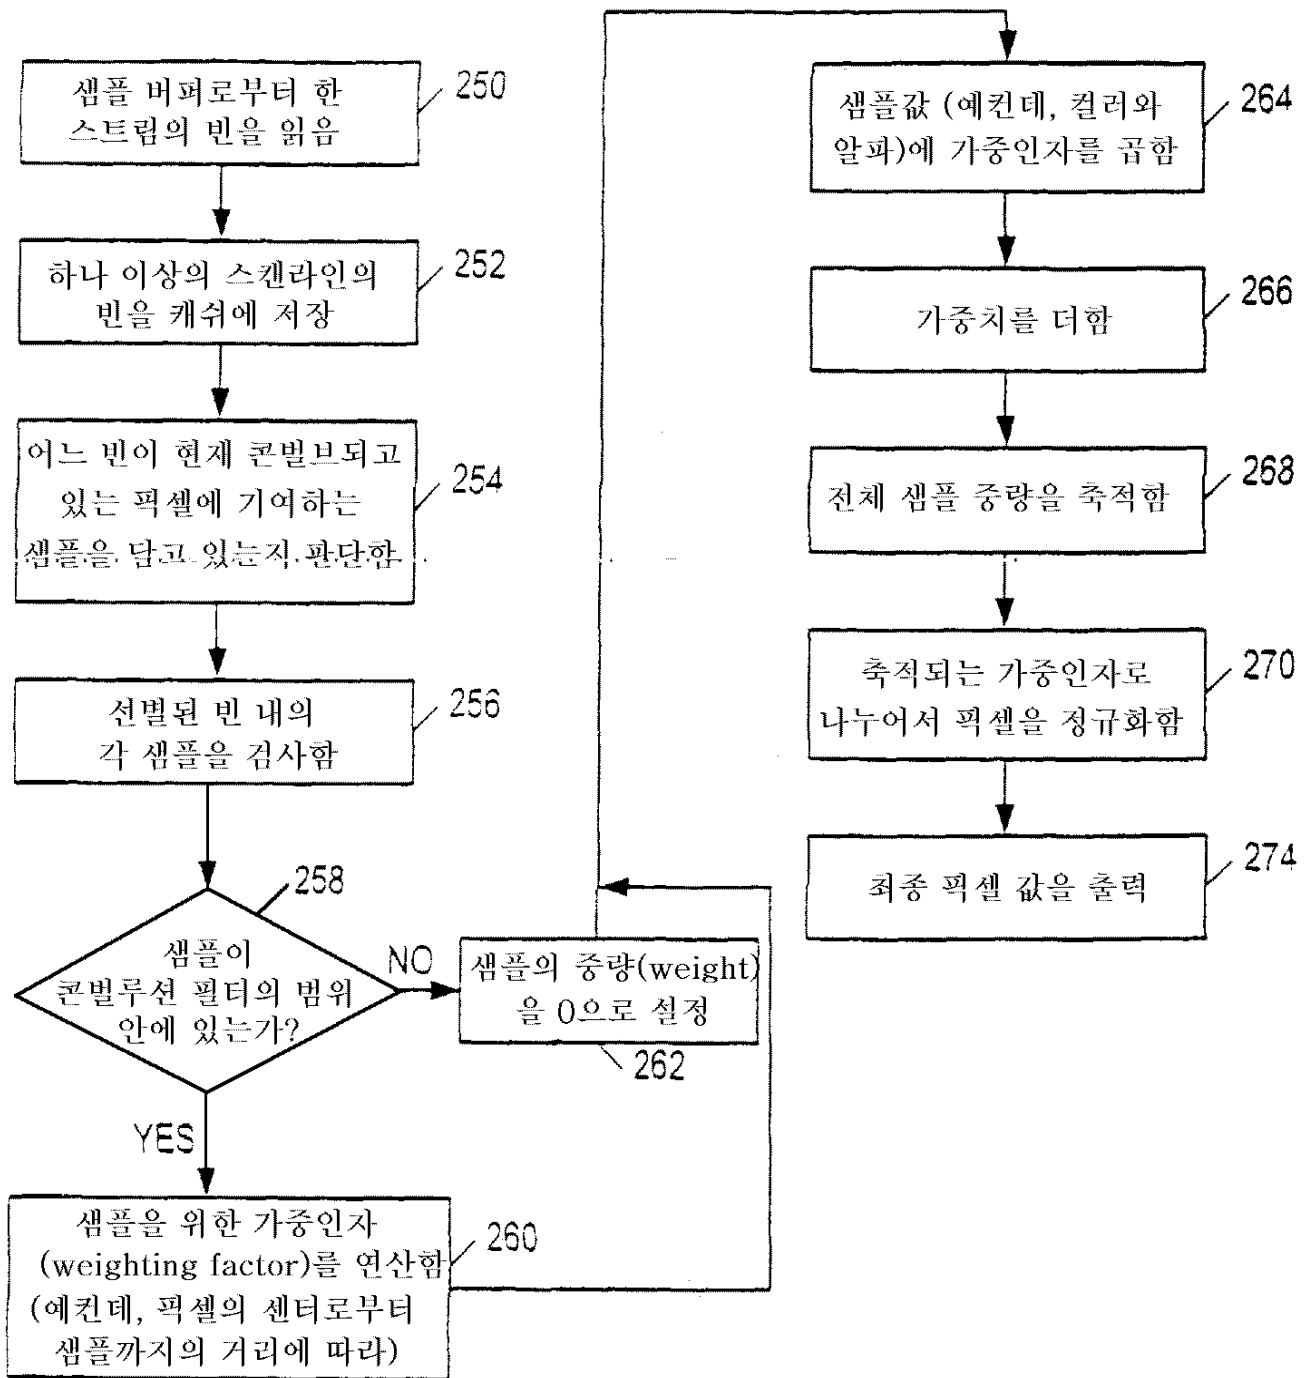 샘플 버퍼로부터 한
스트림의 빈을 읽음
250
하나 이상의 스캔라인의
빈을 캐쉬에 저장
252
어느 빈이 현재 콘벌브되고
있는 픽셀에 기여하는
샘플을 담고 있는지 판단함
254
선별된 빈 내의
각 샘플을 검사함
256
258
샘플이
콘벌루션 필터의 범위
안에 있는가?
NO
샘플의 중량(weight)
을 0으로 설정
262
YES
샘플을 위한 가중인자
(weighting factor)를 연산함
(예컨데, 픽셀의 센터로부터
샘플까지의 거리에 따라)
260
샘플값 (예컨데, 컬러와
알파)에 가중인자를 곱함
264
가중치를 더함
266
전체 샘플 중량을 축적함
268
축적되는 가중인자로
나누어서 픽셀을 정규화함
270
최종 픽셀 값을 출력
274